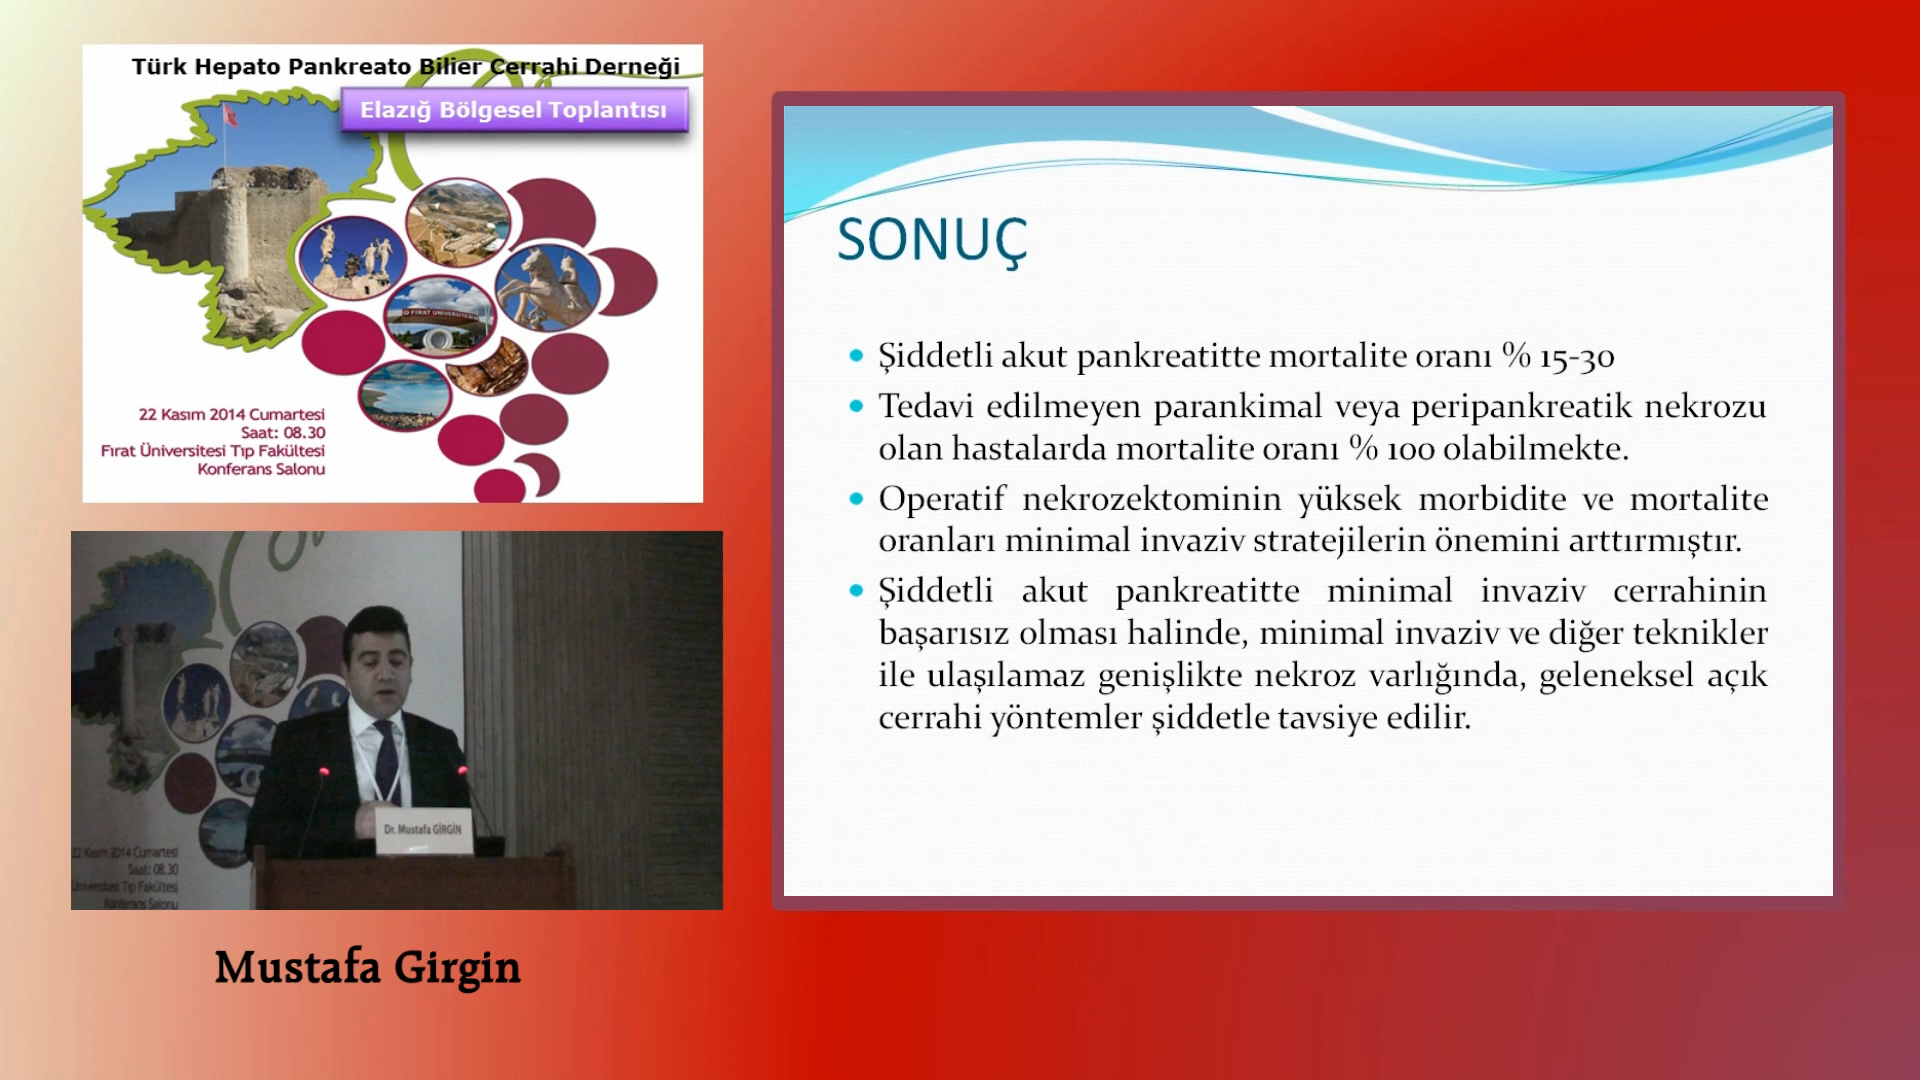 Türk Hepato Pankreato Bilier Cerrahi Derneği
Elazığ Bölgesel Toplantısı
FIRAT ÜNİVERSİTESİ
22 Kasım 2014 Cumartesi
Saat: 08.30
Fırat Üniversitesi Tıp Fakültesi
Konferans Salonu
22 Kasım 2014 Cumartesi
Saat: 08.30
Üniversitesi Tıp Fakültesi
Konferans Salonu
Dr. Mustafa GİRGİN
Mustafa Girgin
SONUÇ
• Şiddetli akut pankreatitte mortalite oranı % 15-30
• Tedavi edilmeyen parankimal veya peripankreatik nekrozu
olan hastalarda mortalite oranı % 100 olabilmekte.
• Operatif nekrozektominin yüksek morbidite ve mortalite
oranları minimal invaziv stratejilerin önemini arttırmıştır.
• Şiddetli akut pankreatitte minimal invaziv cerrahinin
başarısız olması halinde, minimal invaziv ve diğer teknikler
ile ulaşılamaz genişlikte nekroz varlığında, geleneksel açık
cerrahi yöntemler şiddetle tavsiye edilir.